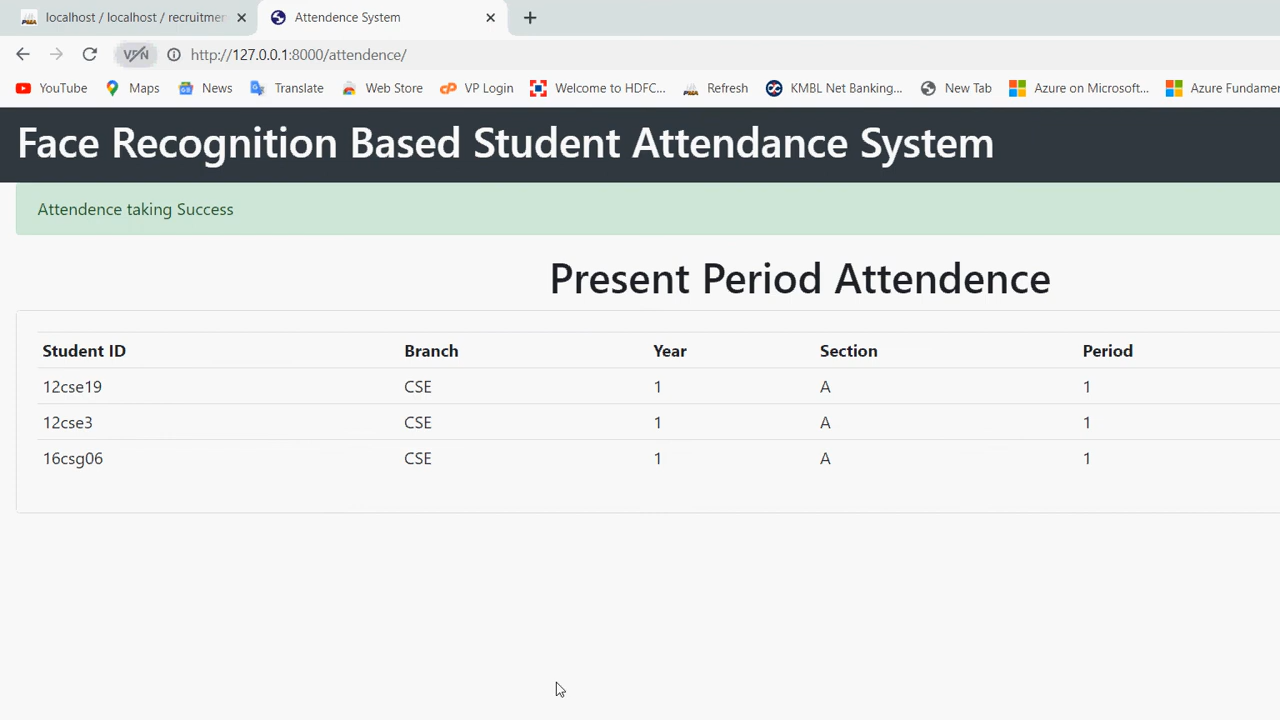 localhost / localhost / recruitmen
Attendence System
VPN
http://127.0.0.1:8000/attendence/
YouTube Maps News Translate Web Store VP Login Welcome to HDFC... Refresh KMBL Net Banking... New Tab Azure on Microsoft... Azure Fundamen
Face Recognition Based Student Attendance System
Attendence taking Success
Present Period Attendence
Student ID Branch Year Section Period
12cse19 CSE 1 A 1
12cse3 CSE 1 A 1
16csg06 CSE 1 A 1